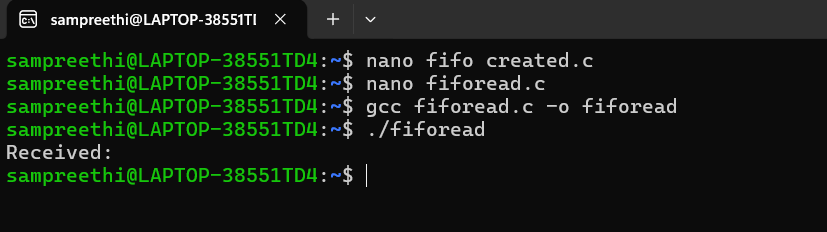 sampreethi@LAPTOP-38551TI
sampreethi@LAPTOP-38551TD4:~$ nano fifo created.c
sampreethi@LAPTOP-38551TD4:~$ nano fiforead.c
sampreethi@LAPTOP-38551TD4:~$ gcc fiforead.c -o fiforead
sampreethi@LAPTOP-38551TD4:~$ ./fiforead
Received:
sampreethi@LAPTOP-38551TD4:~$